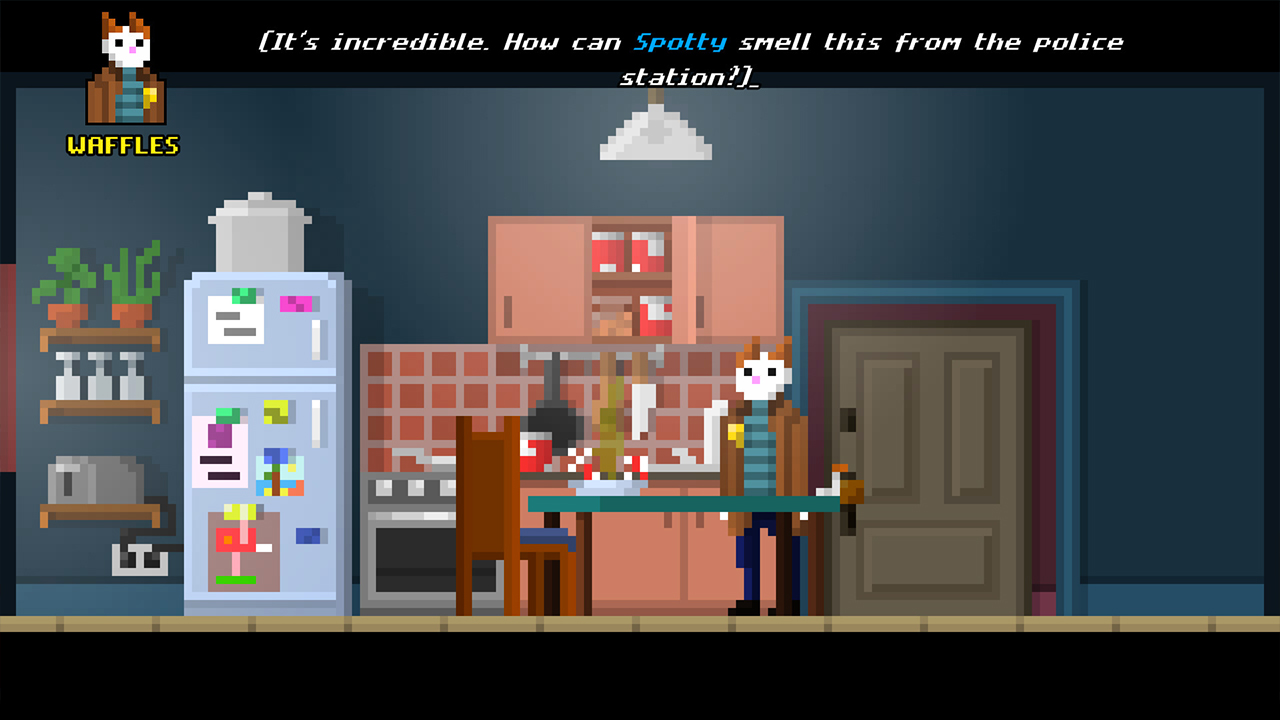 (It's incredible. How can Spotty smell this from the police
station?)_
WAFFLES